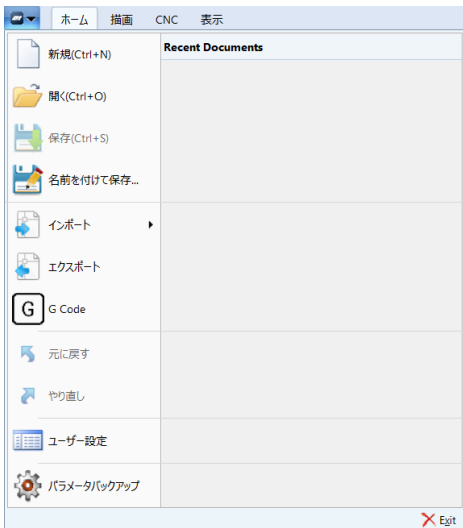 ホーム 描画 CNC 表示
Recent Documents
新規(Ctrl+N)
開く(Ctrl+O)
保存(Ctrl+S)
名前を付けて保存...
インポート
エクスポート
G G Code
元に戻す
やり直し
ユーザー設定
パラメータバックアップ
Exit